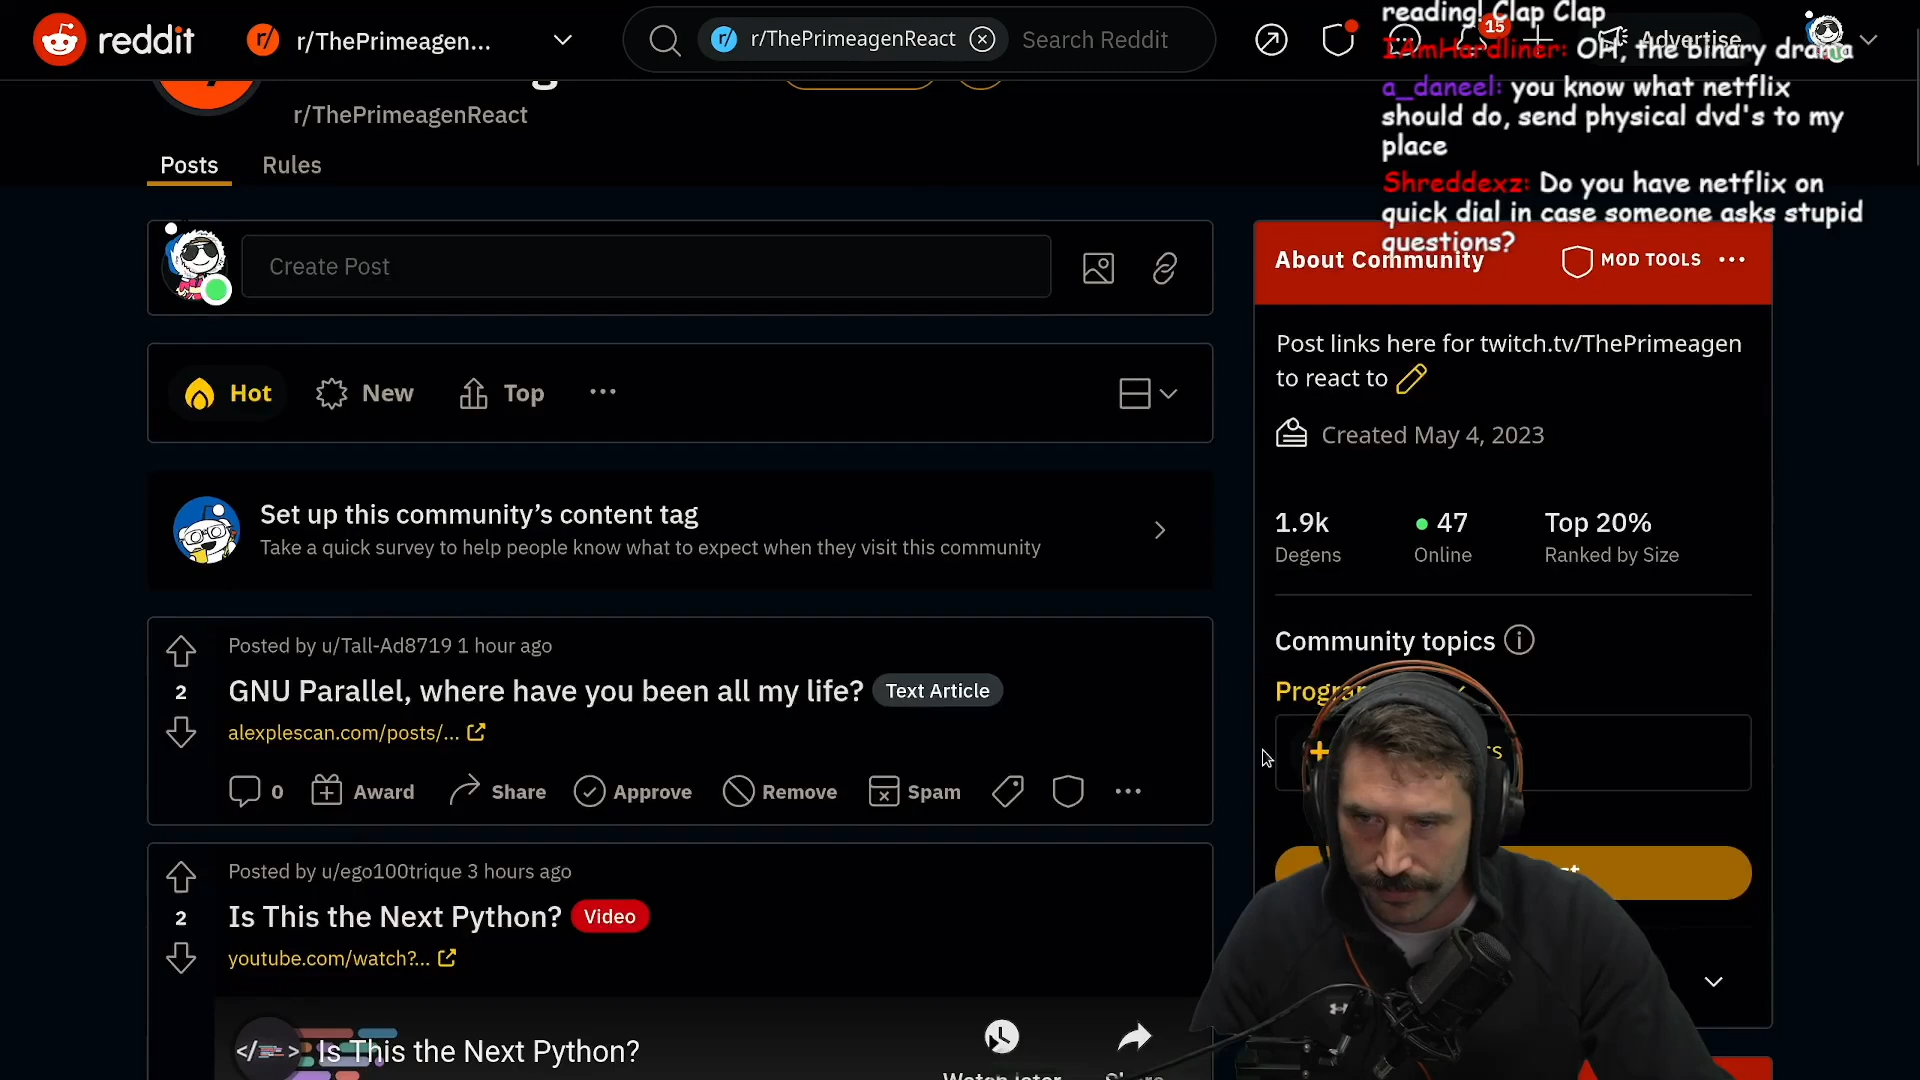 reddit
r/ThePrimeagen...
r/ThePrimeagenReact
Search Reddit
15
Advertise
reading! Clap Clap
IAmHardliner: OH, the binary drama
a_daneel: you know what netflix
should do, send physical dvd's to my
place
Shreddexz: Do you have netflix on
quick dial in case someone asks stupid
questions?
r/ThePrimeagenReact
Posts
Rules
Create Post
Hot
New
Top
Set up this community’s content tag
Take a quick survey to help people know what to expect when they visit this community
Posted by u/Tall-Ad8719 1 hour ago
2
GNU Parallel, where have you been all my life?
Text Article
alexplescan.com/posts/...
0
Award
Share
Approve
Remove
Spam
Posted by u/ego100trique 3 hours ago
2
Is This the Next Python?
Video
youtube.com/watch?...
Is This the Next Python?
Watch later
Share
About Community
MOD TOOLS
Post links here for twitch.tv/ThePrimeagen
to react to
Created May 4, 2023
1.9k
Degens
47
Online
Top 20%
Ranked by Size
Community topics